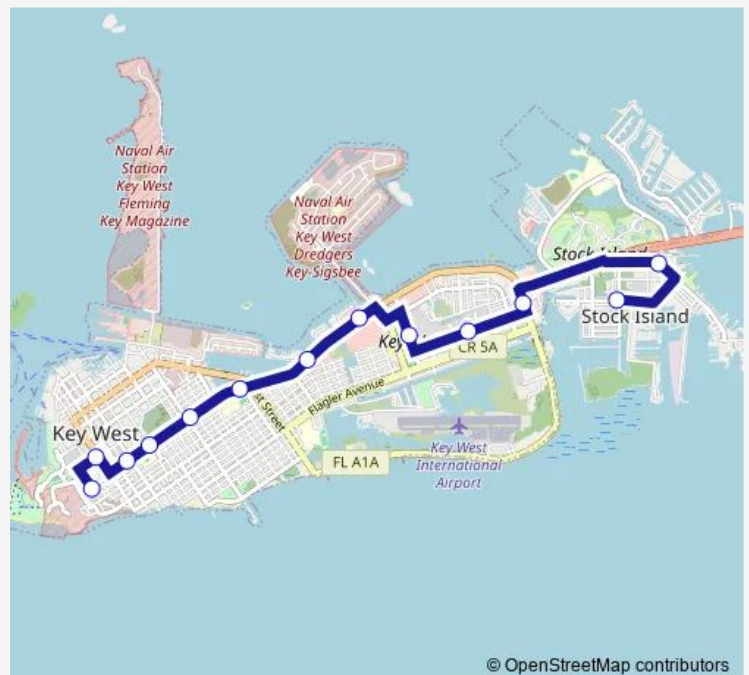 Naval Air
Station
Key West
Fleming
Key Magazine
Naval Air
Station
Key West
Dredgers
Key-Sigsbee
Stock Island
Stock Island
CR 5A
Flagler Avenue
Street
Key West
FL A1A
Key West
International
Airport
© OpenStreetMap contributors